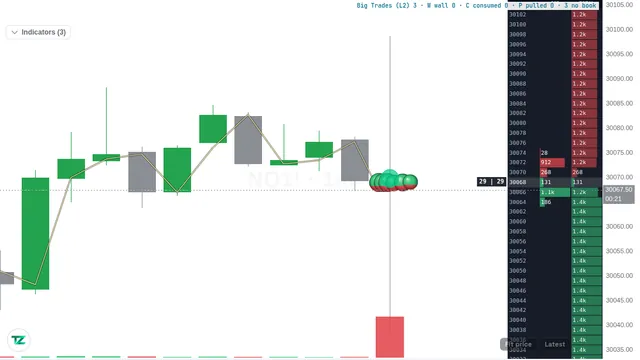 Big Trades (L2) 3 · W wall 0 · C consumed 0 · P pulled 0 · 3 no book
Indicators (3)
30105.00
30100.00
30095.00
30090.00
30085.00
30080.00
30075.00
30070.00
30067.50
00:21
30060.00
30055.00
30050.00
30045.00
30040.00
30035.00
30102 1.2k
30100 1.2k
30098 1.2k
30096 1.2k
30094 1.2k
30092 1.2k
30090 1.2k
30088 1.2k
30086 1.2k
30084 1.2k
30082 1.2k
30080 1.2k
30078 1.2k
30076 1.2k
30074 28 1.2k
30072 912 1.2k
30070 268 268
29 | 29 30068 131 131
30066 1.1k 1.2k
30064 186 1.4k
30062 1.4k
30060 1.4k
30058 1.4k
30056 1.4k
30054 1.4k
30052 1.4k
30050 1.4k
30048 1.4k
30046 1.4k
30044 1.4k
30042 1.4k
30040 1.4k
30038 1.4k
price Latest
1.4k
TZ